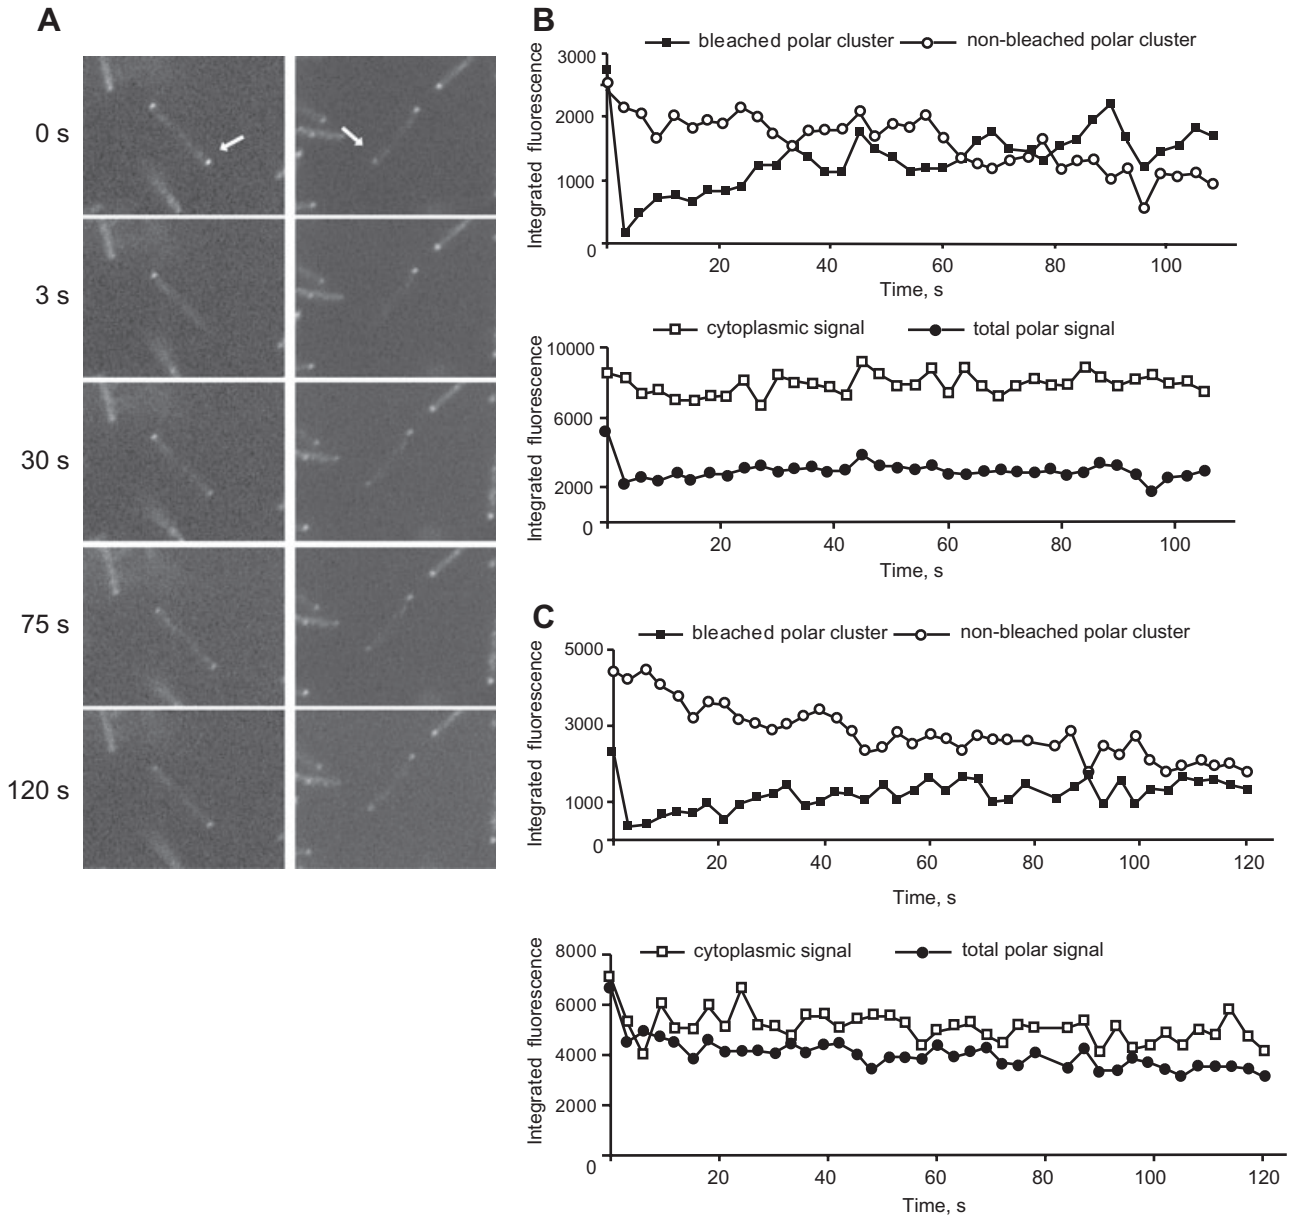 A
0 s
3 s
30 s
75 s
120 s
B
bleached polar cluster
non-bleached polar cluster
Integrated fluorescence
3000
2000
1000
0
20
40
60
80
100
Time, s
cytoplasmic signal
total polar signal
Integrated fluorescence
10000
6000
2000
0
20
40
60
80
100
Time, s
C
bleached polar cluster
non-bleached polar cluster
Integrated fluorescence
5000
3000
1000
0
20
40
60
80
100
120
Time, s
cytoplasmic signal
total polar signal
Integrated fluorescence
8000
6000
4000
2000
0
20
40
60
80
100
120
Time, s